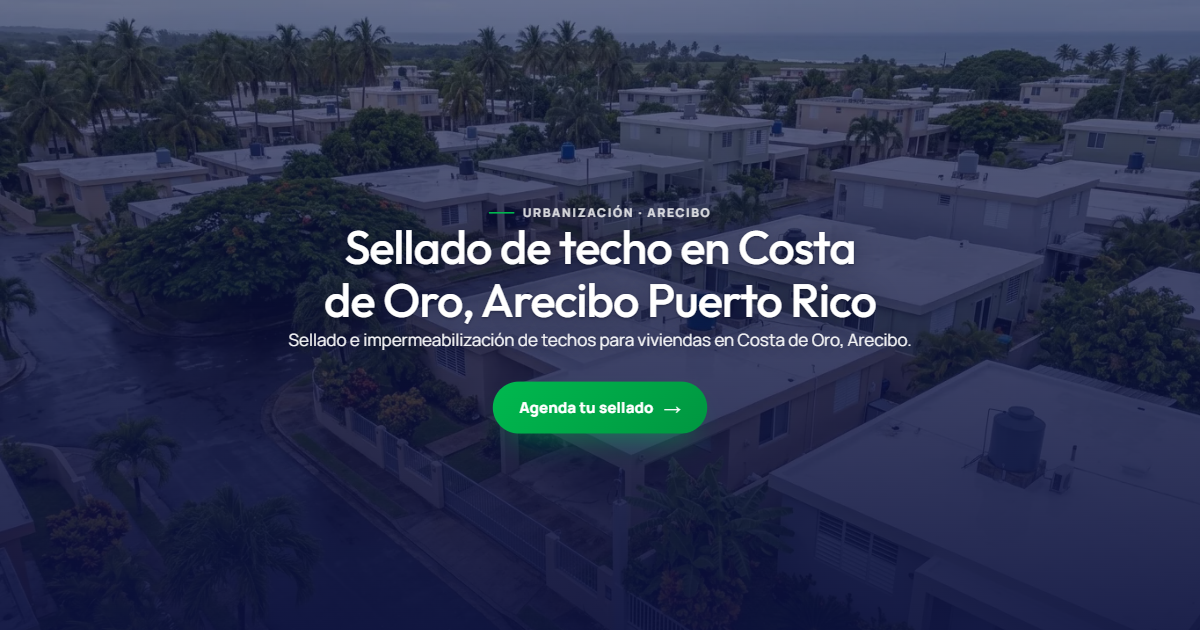 URBANIZACIÓN · ARECIBO
Sellado de techo en Costa
de Oro, Arecibo Puerto Rico
Sellado e impermeabilización de techos para viviendas en Costa de Oro, Arecibo.
Agenda tu sellado →